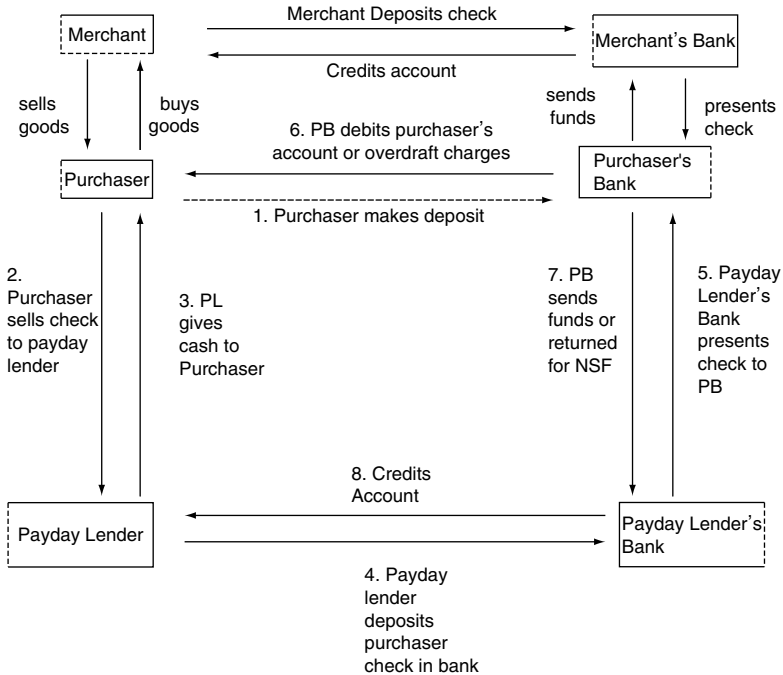 Merchant Deposits check
Merchant
Merchant's Bank
Credits account
sells
goods
buys
goods
sends
funds
presents
check
6. PB debits purchaser's
account or overdraft charges
Purchaser
Purchaser's
Bank
1. Purchaser makes deposit
2.
Purchaser
sells check
to payday
lender
3. PL
gives
cash to
Purchaser
7. PB
sends
funds or
returned
for NSF
5. Payday
Lender's
Bank
presents
check to
PB
8. Credits
Account
Payday Lender
Payday Lender's
Bank
4. Payday
lender
deposits
purchaser
check in bank